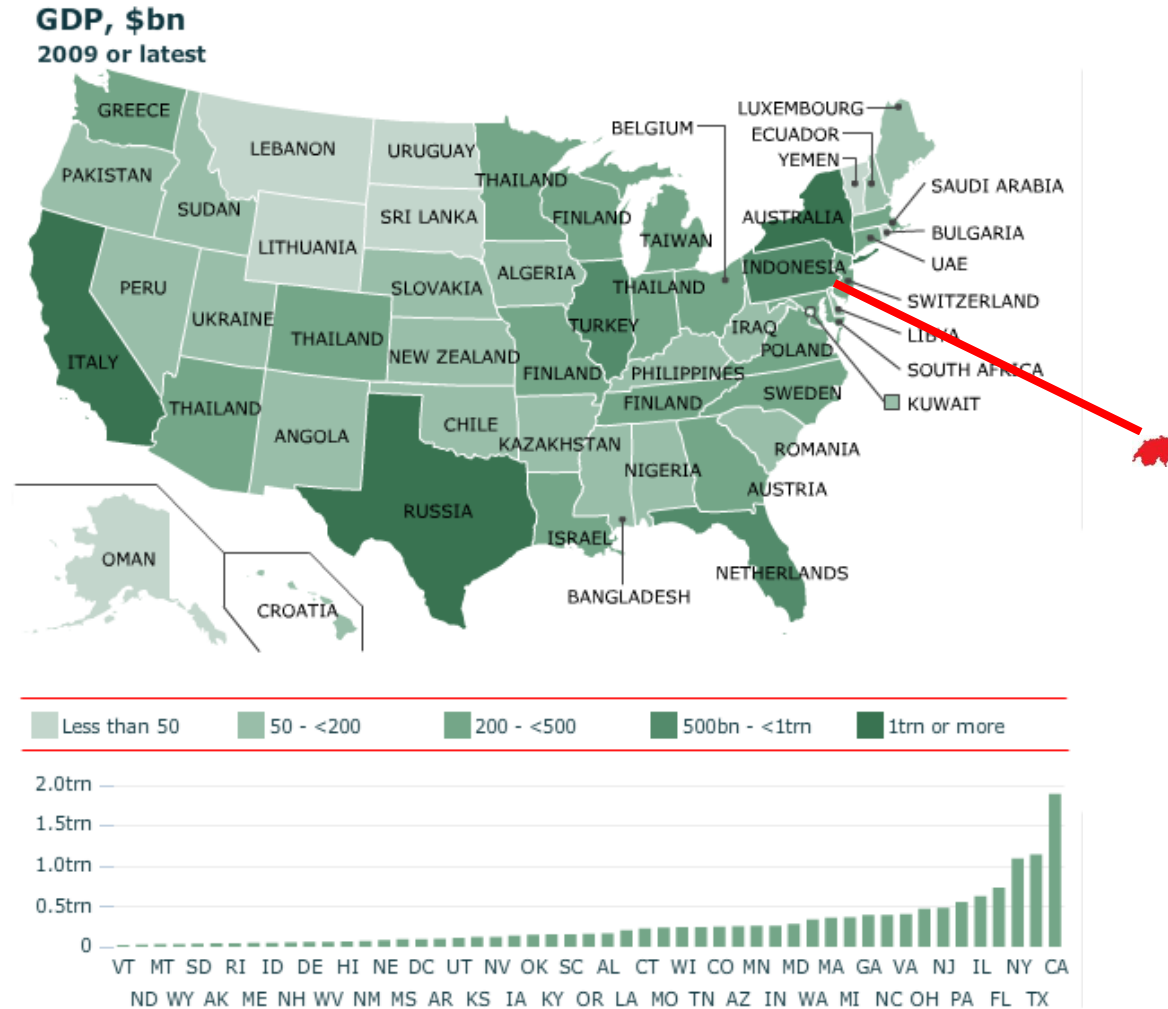 GDP, $bn
2009 or latest
GREECE
LEBANON
URUGUAY
THAILAND
BELGIUM
LUXEMBOURG
ECUADOR
YEMEN
PAKISTAN
SUDAN
SRI LANKA
FINLAND
TAIWAN
AUSTRALIA
SAUDI ARABIA
BULGARIA
UAE
LITHUANIA
ALGERIA
INDONESIA
PERU
SLOVAKIA
THAILAND
SWITZERLAND
UKRAINE
THAILAND
TURKEY
IRAQ
LIBYA
ITALY
NEW ZEALAND
FINLAND
PHILIPPINES
POLAND
SOUTH AFRICA
THAILAND
ANGOLA
CHILE
KAZAKHSTAN
FINLAND
SWEDEN
KUWAIT
NIGERIA
ROMANIA
AUSTRIA
RUSSIA
ISRAEL
OMAN
CROATIA
BANGLADESH
NETHERLANDS
Less than 50
50 - <200
200 - <500
500bn - <1trn
1trn or more
2.0trn
1.5trn
1.0trn
0.5trn
0
VT MT SD RI ID DE HI NE DC UT NV OK SC AL CT WI CO MN MD MA GA VA NJ IL NY CA
ND WY AK ME NH WV NM MS AR KS IA KY OR LA MO TN AZ IN WA MI NC OH PA FL TX